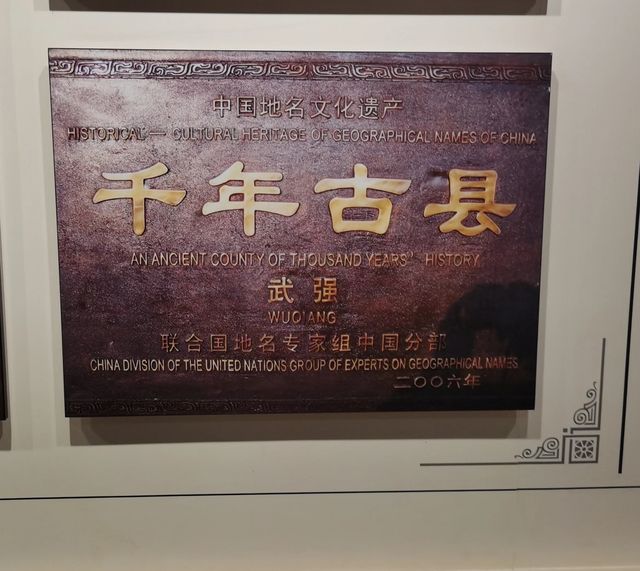 中国地名文化遗产
HISTORICAL — CULTURAL HERITAGE OF GEOGRAPHICAL NAMES OF CHINA
千年古县
AN ANCIENT COUNTY OF THOUSAND YEARS' HISTORY
武强
WUQIANG
联合国地名专家组中国分部
CHINA DIVISION OF THE UNITED NATIONS GROUP OF EXPERTS ON GEOGRAPHICAL NAMES
二〇〇六年